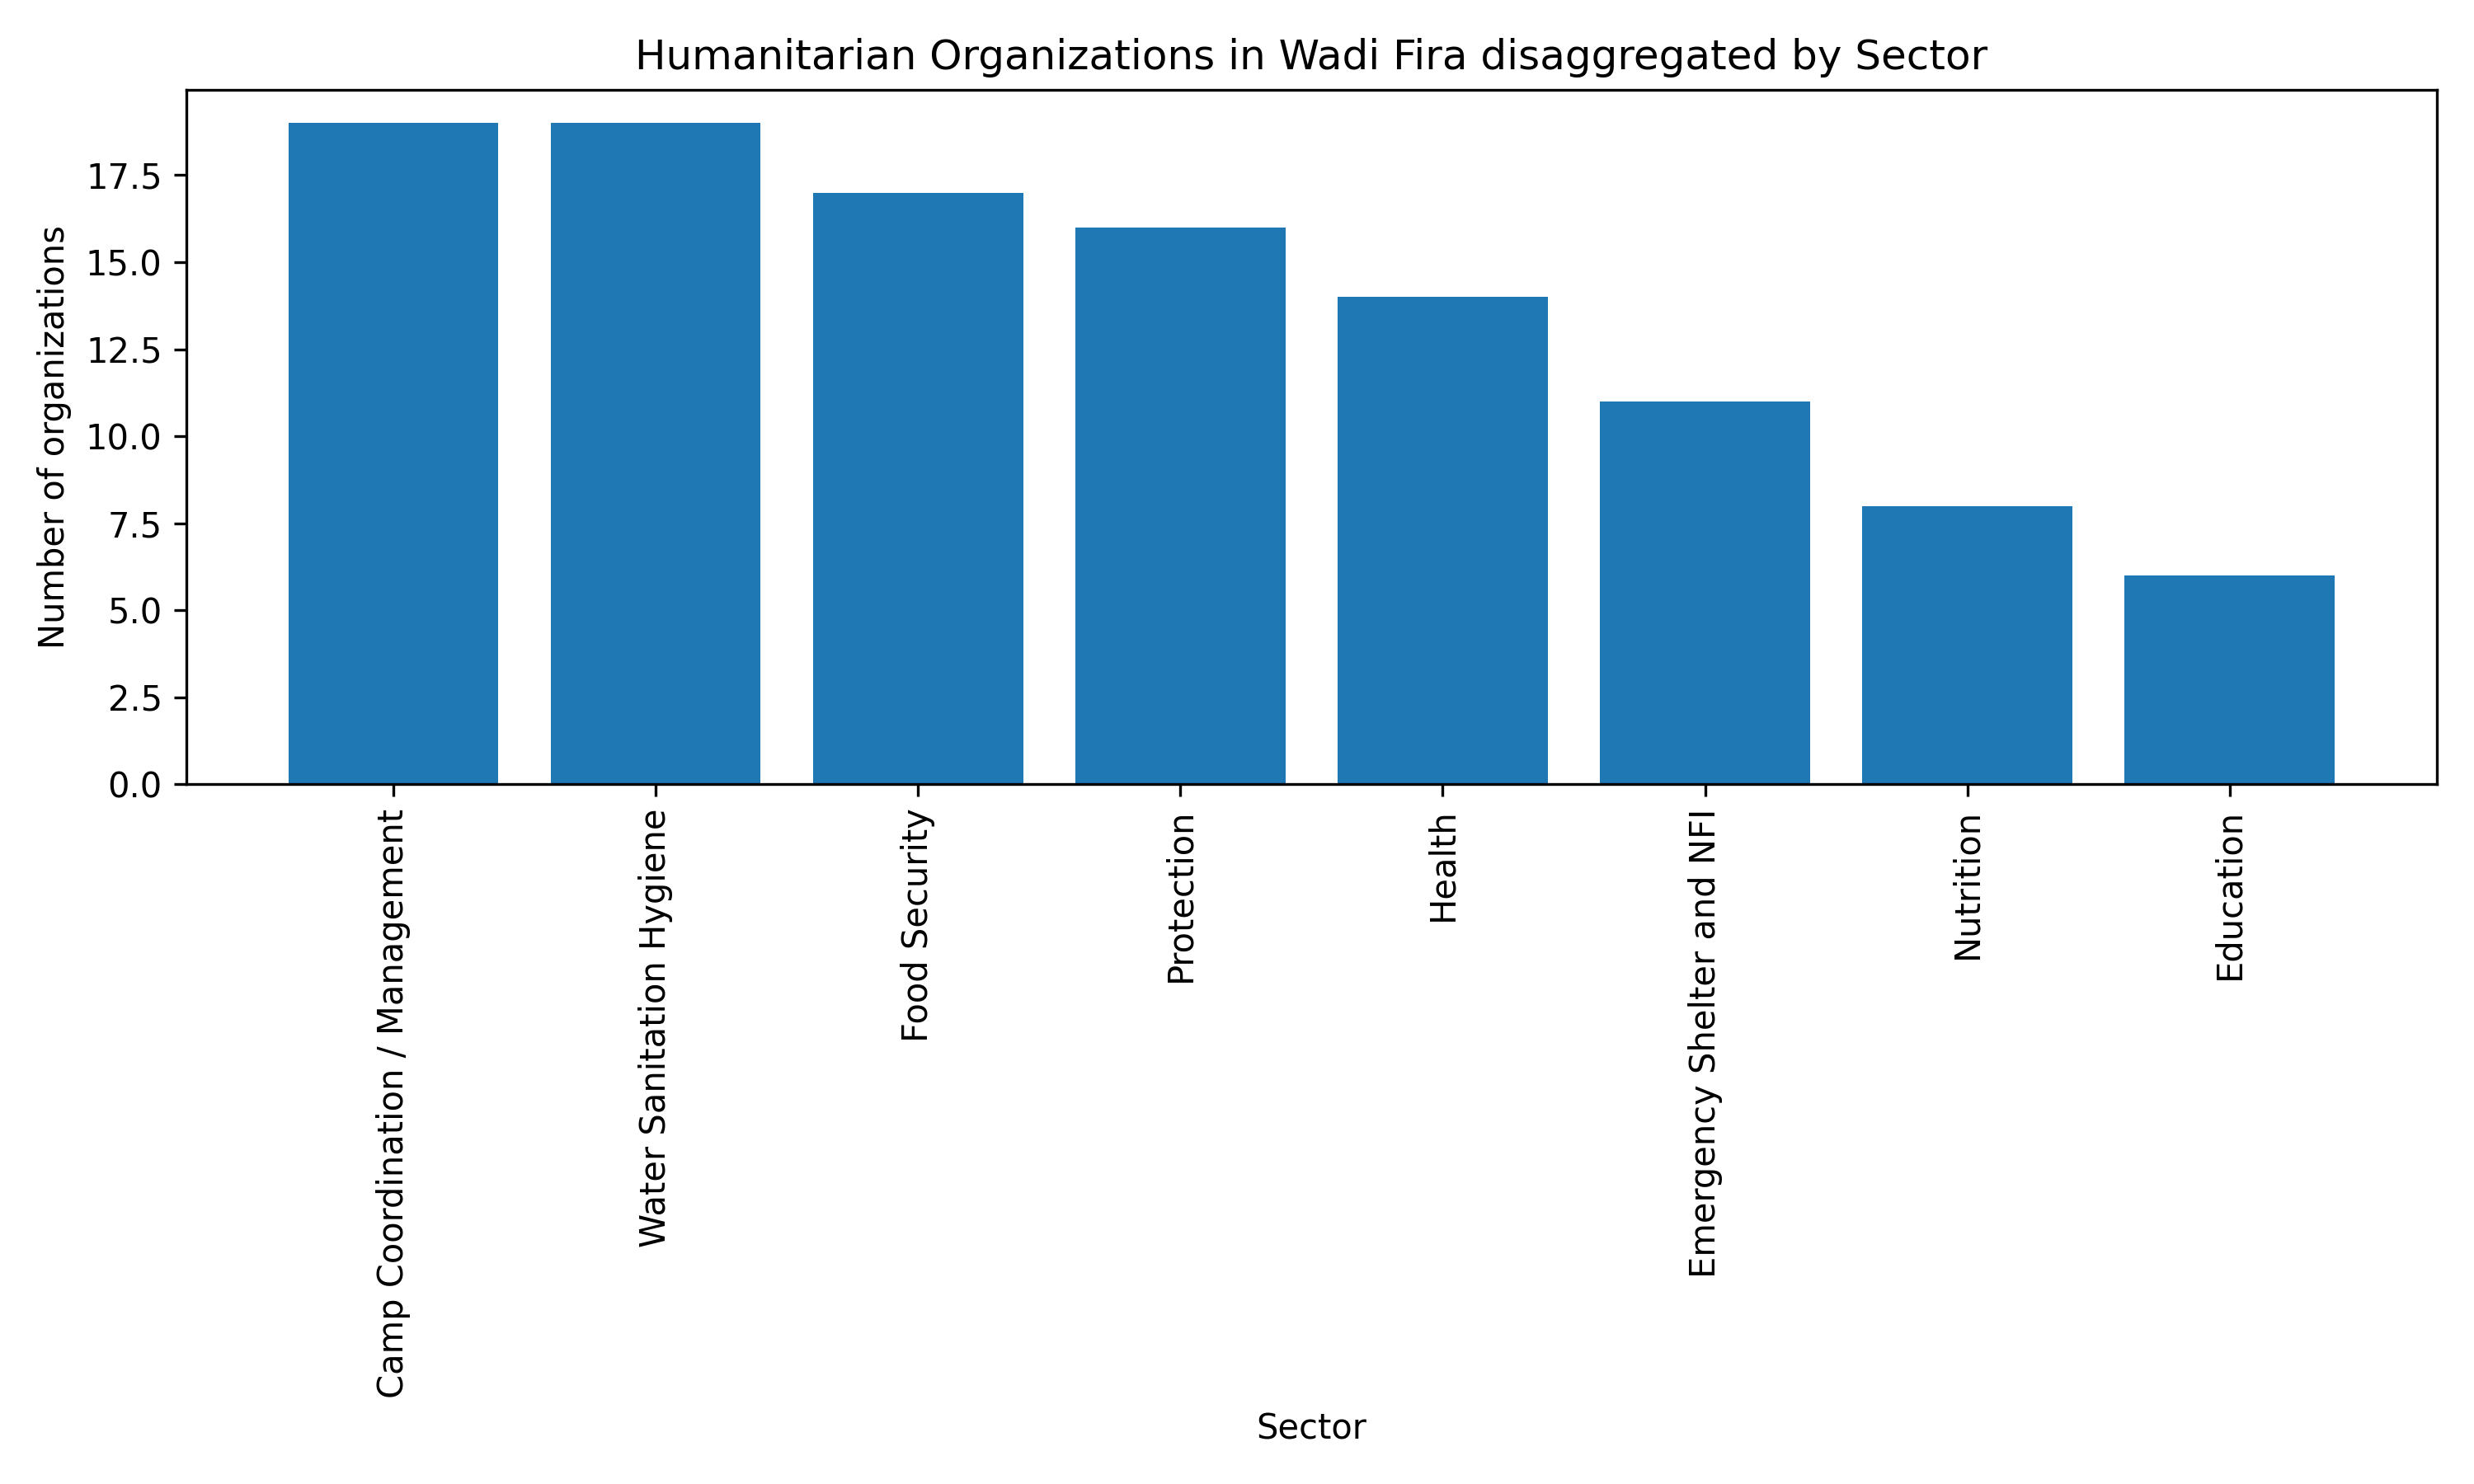 Humanitarian Organizations in Wadi Fira disaggregated by Sector
Number of organizations
17.5
15.0
12.5
10.0
7.5
5.0
2.5
0.0
Camp Coordination / Management
Water Sanitation Hygiene
Food Security
Protection
Health
Emergency Shelter and NFI
Nutrition
Education
Sector